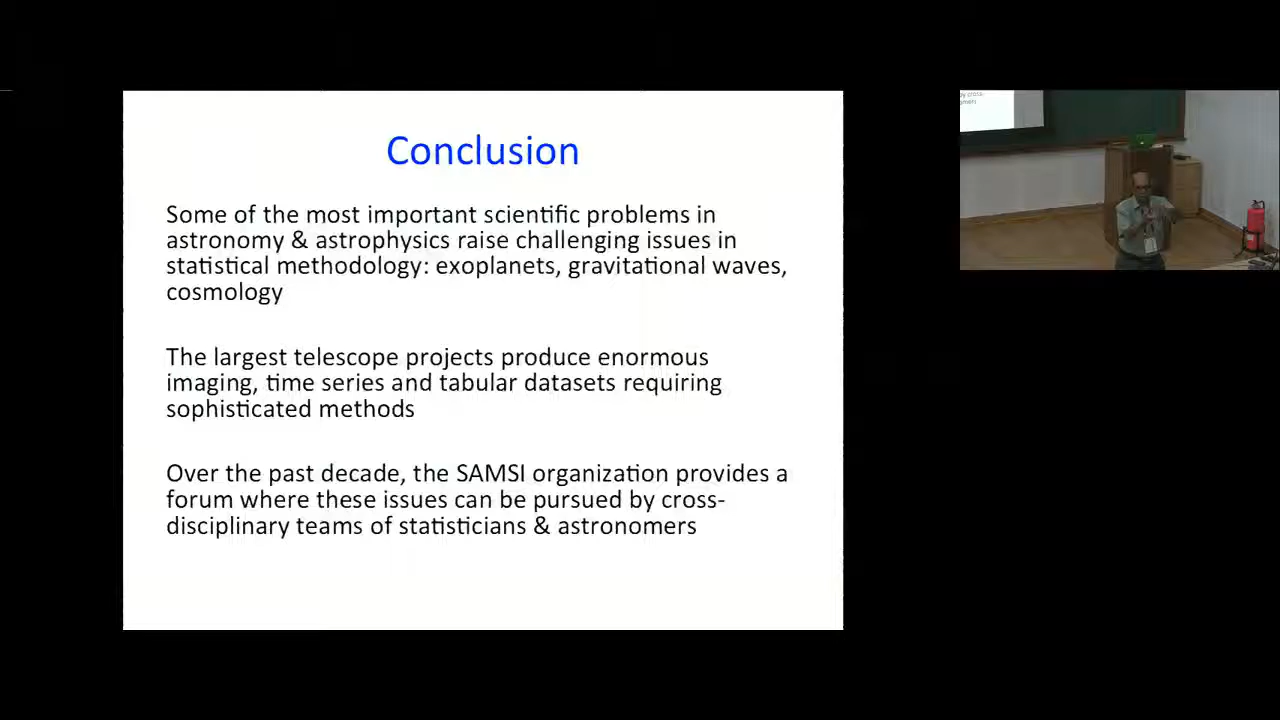 Conclusion
Some of the most important scientific problems in
astronomy & astrophysics raise challenging issues in
statistical methodology: exoplanets, gravitational waves,
cosmology
The largest telescope projects produce enormous
imaging, time series and tabular datasets requiring
sophisticated methods
Over the past decade, the SAMSI organization provides a
forum where these issues can be pursued by cross-
disciplinary teams of statisticians & astronomers